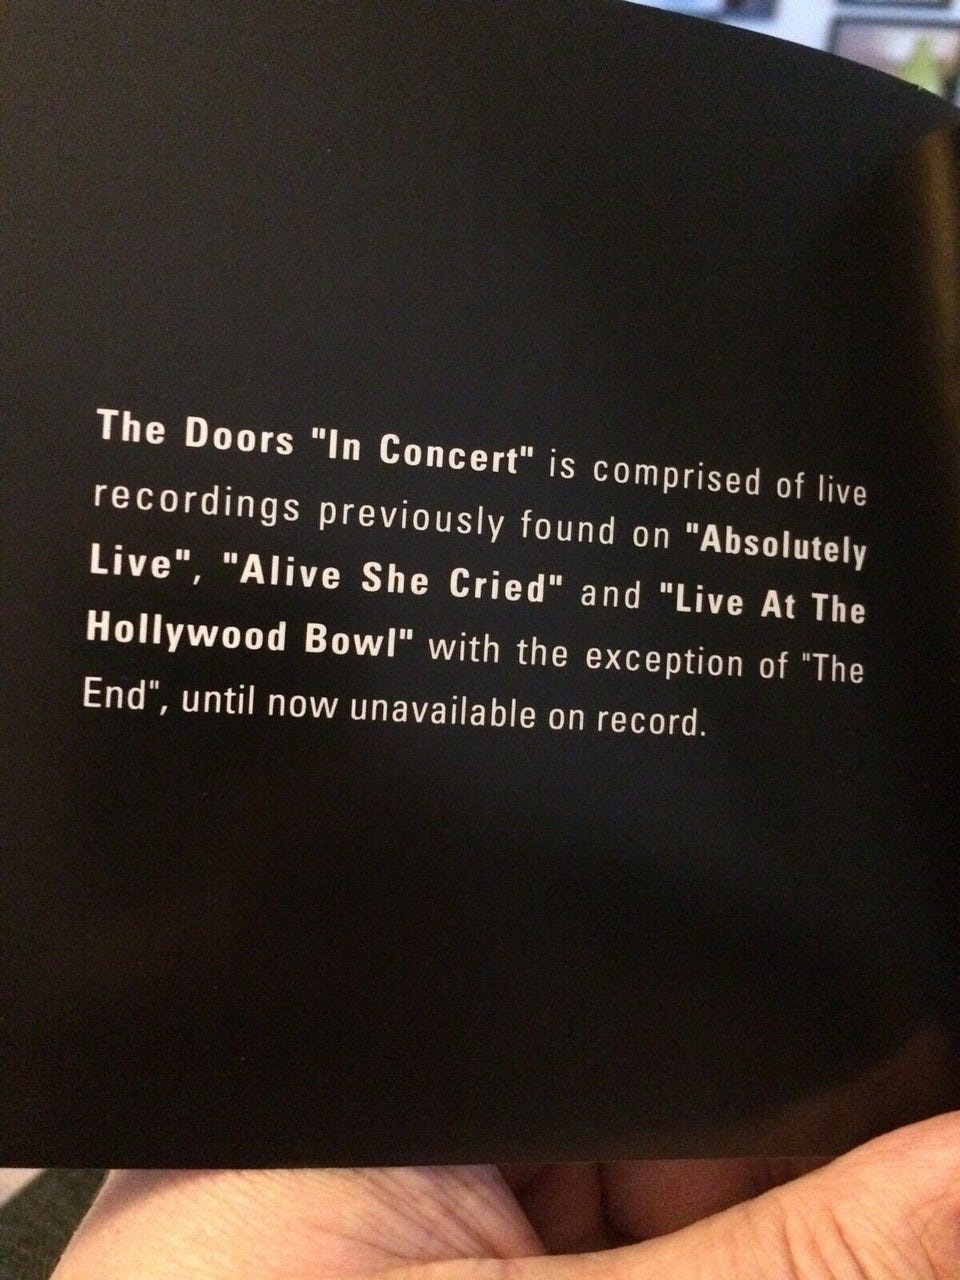 The Doors "In Concert" is comprised of live
recordings previously found on "Absolutely
Live", "Alive She Cried" and "Live At The
Hollywood Bowl" with the exception of "The
End", until now unavailable on record.